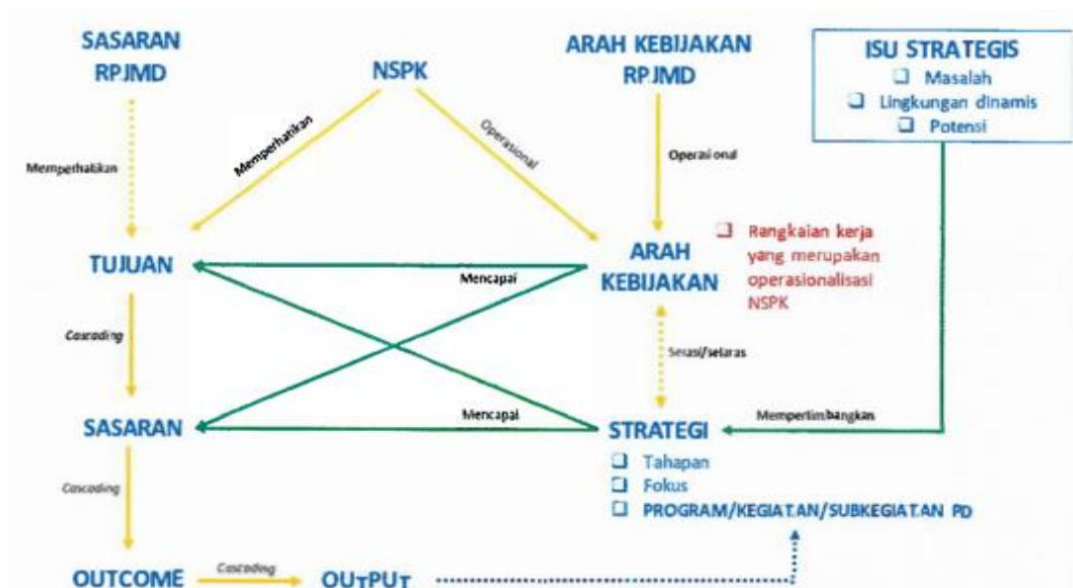 SASARAN
RPJMD
NSPK
ARAH KEBIJAKAN
RPJMD
ISU STRATEGIS
Masalah
Lingkungan dinamis
Potensi
Memperhatikan
Memperhatikan
Operasional
Operasional
TUJUAN
Mencapai
ARAH
KEBIJAKAN
Rangkaian kerja
yang merupakan
operasionalisasi
NSPK
Cascading
Serasi/selaras
SASARAN
Mencapai
STRATEGI
Mempertimbangkan
Tahapan
Fokus
PROGRAM/KEGIATAN/SUBKEGIATAN PD
Cascading
OUTCOME
Cascading
OUTPUT